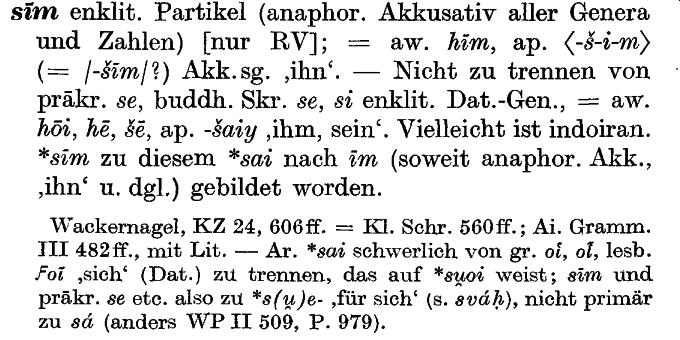 sīm enklit. Partikel (anaphor. Akkusativ aller Genera
und Zahlen) [nur RV]; = aw. hīm, ap. ⟨-š-i-m⟩
(= /-šīm/?) Akk. sg. ‚ihn‘. — Nicht zu trennen von
prākr. se, buddh. Skr. se, si enklit. Dat.-Gen., = aw.
hōi, hē, šē, ap. -šaiy ‚ihm, sein‘. Vielleicht ist indoiran.
*sīm zu diesem *sai nach īm (soweit anaphor. Akk.,
‚ihn‘ u. dgl.) gebildet worden.
Wackernagel, KZ 24, 606ff. = Kl. Schr. 560ff.; Ai. Gramm.
III 482ff., mit Lit. — Ar. *sai schwerlich von gr. οἱ, οἷ, lesb.
ϝοῖ ‚sich‘ (Dat.) zu trennen, das auf *su̯oi weist; sīm und
prākr. se etc. also zu *s(u̯)e- ‚für sich‘ (s. sváḥ), nicht primär
zu sá (anders WP II 509, P. 979).